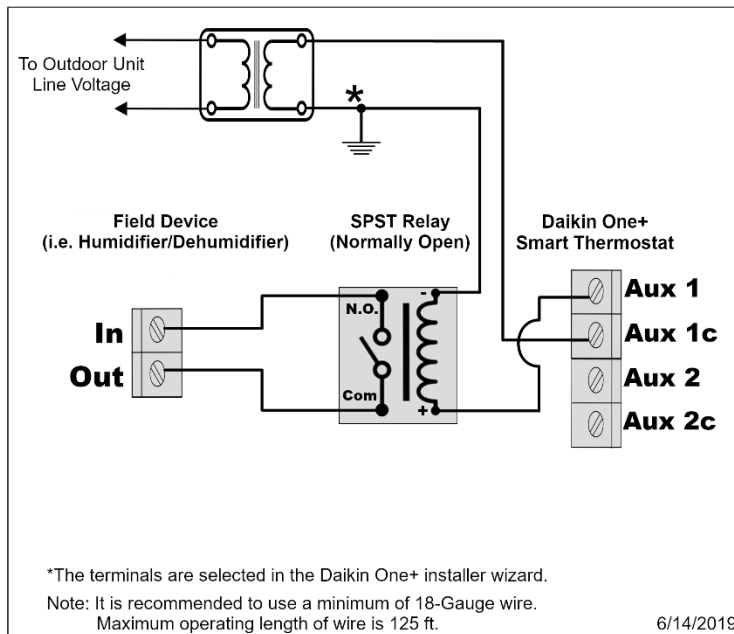 To Outdoor Unit
Line Voltage
*
Field Device
(i.e. Humidifier/Dehumidifier)
SPST Relay
(Normally Open)
Daikin One+
Smart Thermostat
In
Out
N.O.
Com
-
+
Aux 1
Aux 1c
Aux 2
Aux 2c
*The terminals are selected in the Daikin One+ installer wizard.
Note: It is recommended to use a minimum of 18-Gauge wire.
Maximum operating length of wire is 125 ft.
6/14/2019